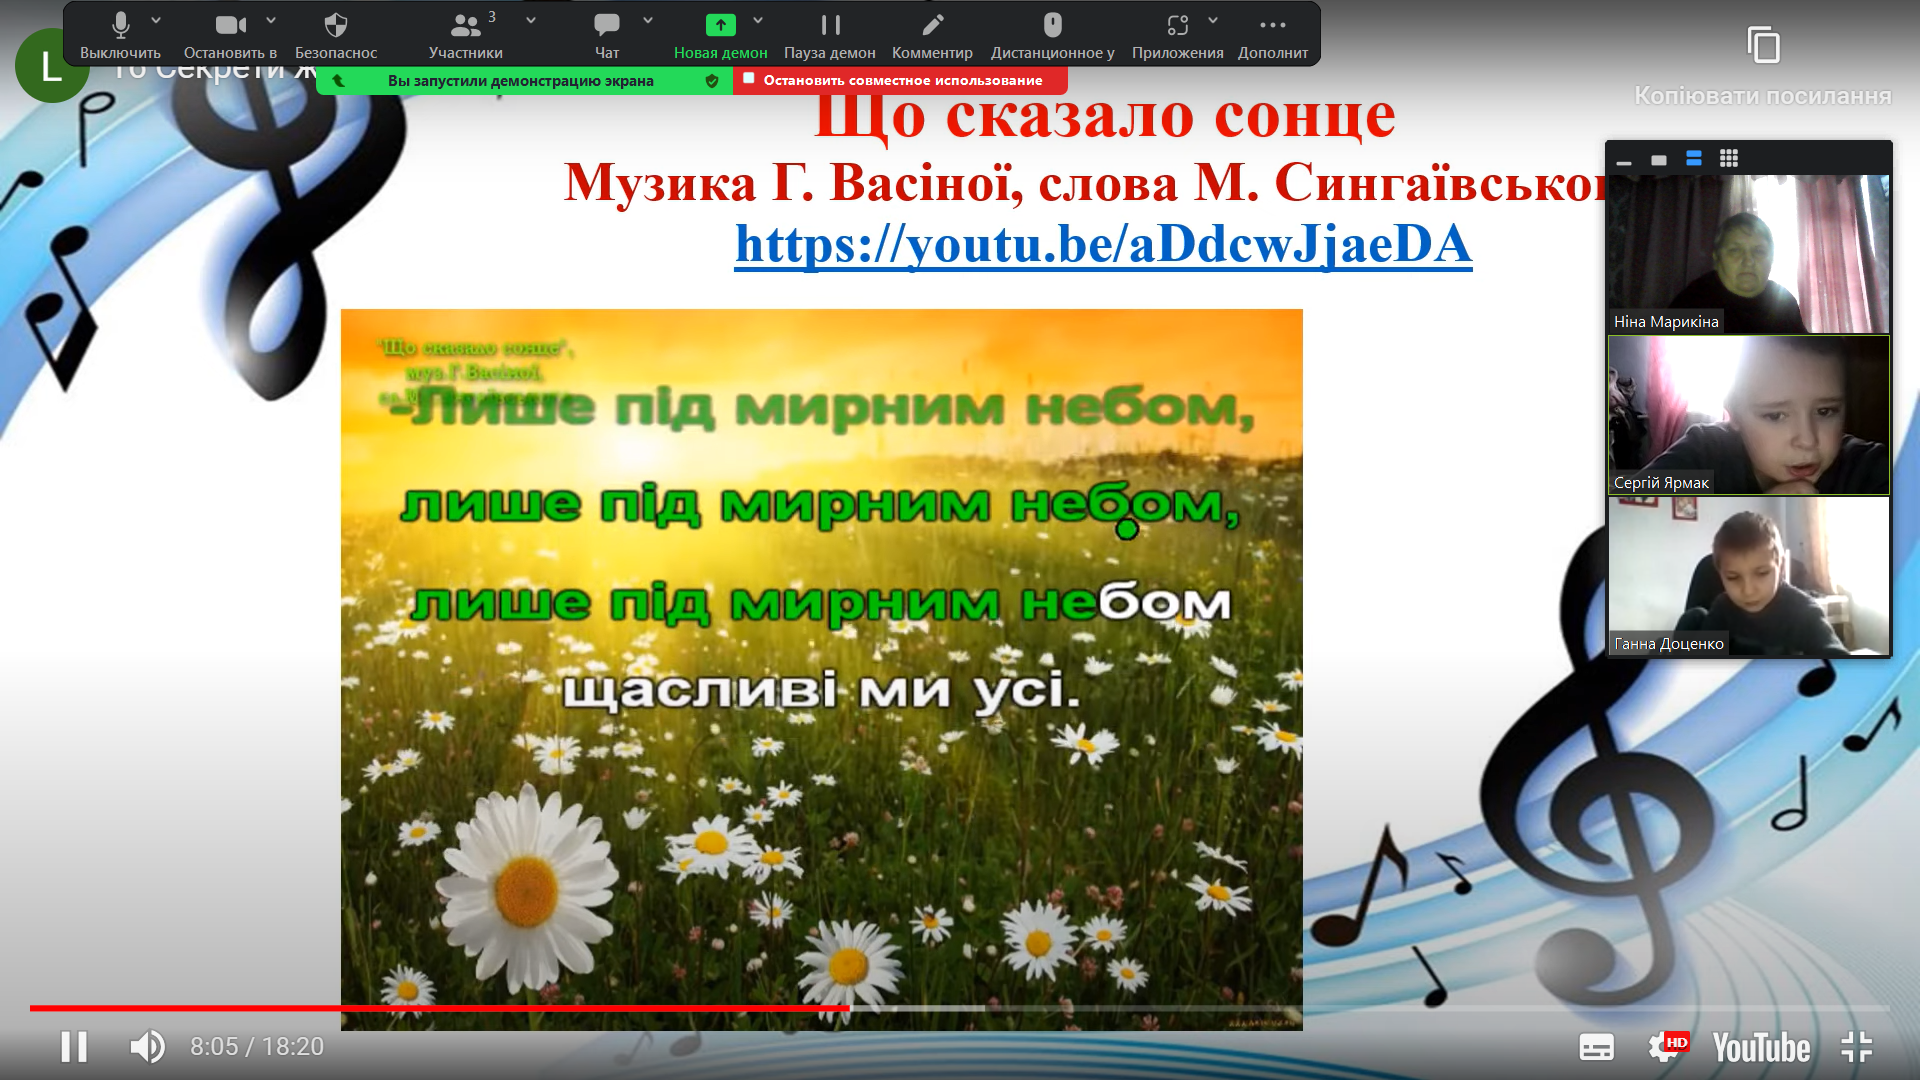 Выключить
Остановить в
Безопаснос
3
Участники
Чат
Новая демон
Пауза демон
Комментир
Дистанционное у
Приложения
Дополнит
L
Вы запустили демонстрацию экрана
Остановить совместное использование
Копіювати посилання
Що сказало сонце
Музика Г. Васіної, слова М. Сингаївсько
https://youtu.be/aDdcwJjaeDA
"Що сказало сонце",
муз.Г.Васіної,
-Лише під мирним небом,
лише під мирним небом,
лише під мирним небом
щасливі ми усі.
Ніна Марикіна
Сергій Ярмак
Ганна Доценко
8:05 / 18:20
HD
YouTube